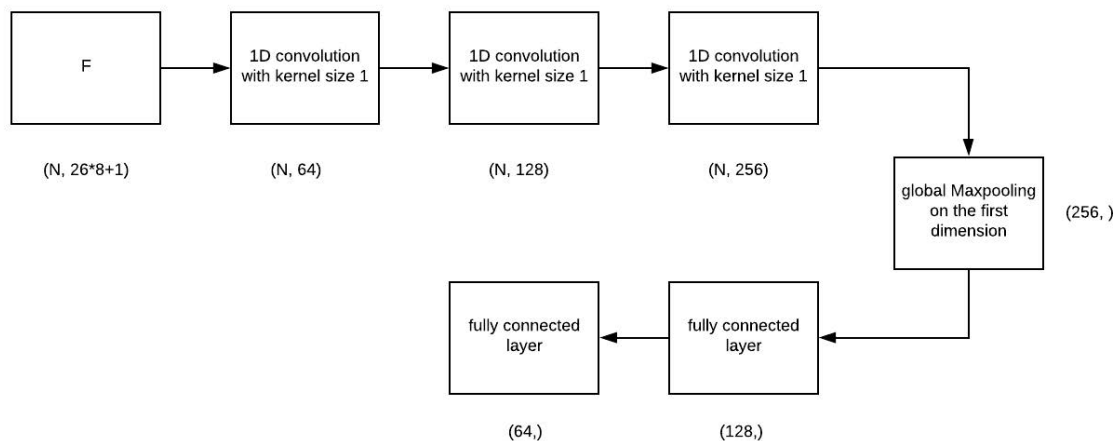 F
1D convolution
with kernel size 1
1D convolution
with kernel size 1
1D convolution
with kernel size 1
(N, 26*8+1)
(N, 64)
(N, 128)
(N, 256)
global Maxpooling
on the first
dimension
(256, )
fully connected
layer
fully connected
layer
(64,)
(128,)